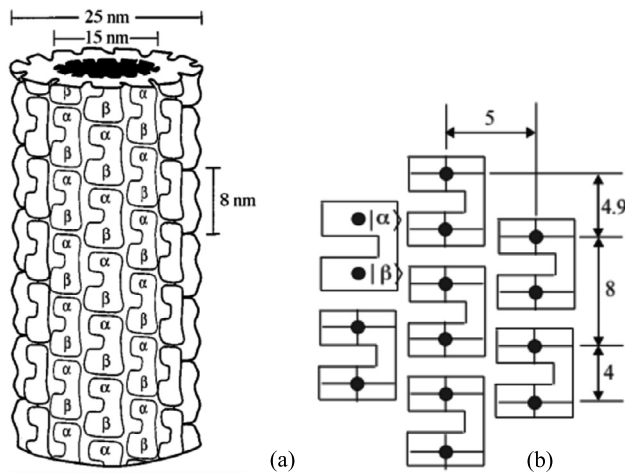 25 nm
15 nm
β α α
α β β
β α α
α β β
β α α
α β β
β α α
α β β
β α α
α β β
β α α
α β β
β α α
8 nm
(a)
5
4.9
|α⟩
|β⟩
8
4
(b)